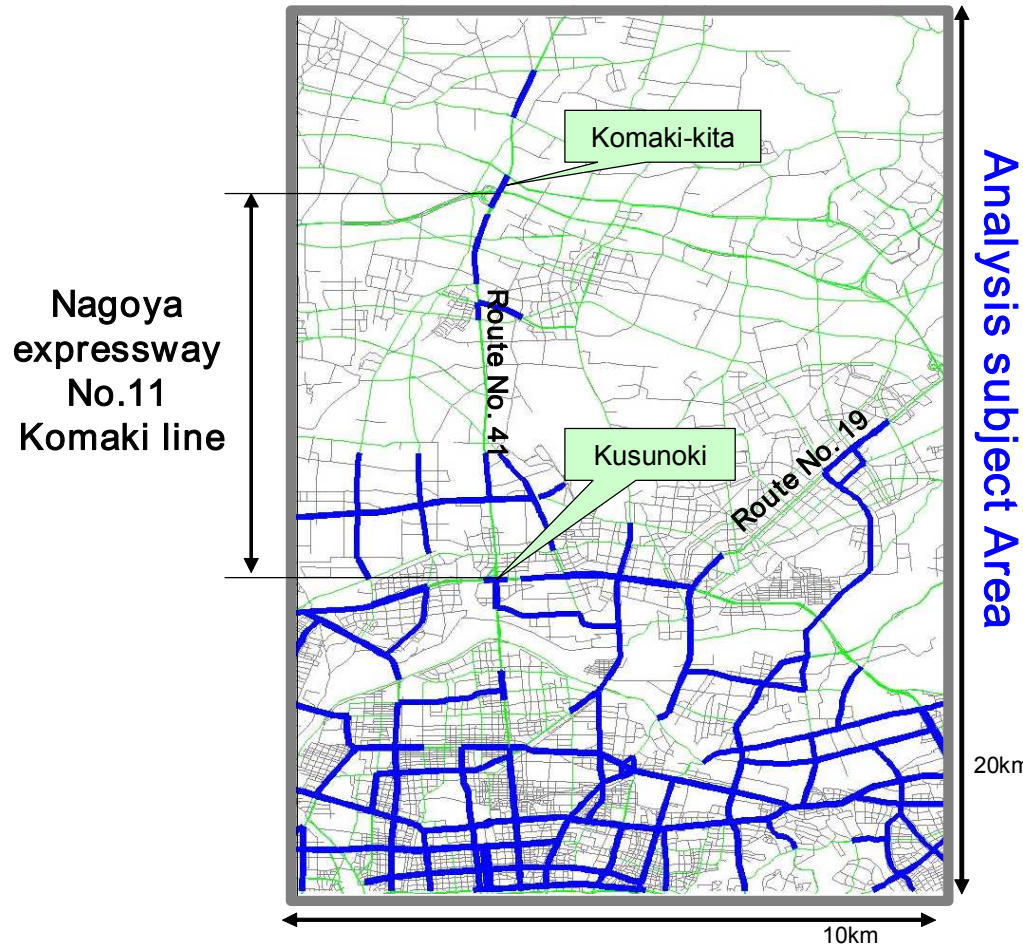 Komaki-kita
Nagoya
expressway
No.11
Komaki line
Route No. 41
Kusunoki
Route No. 19
Analysis subject Area
20km
10km